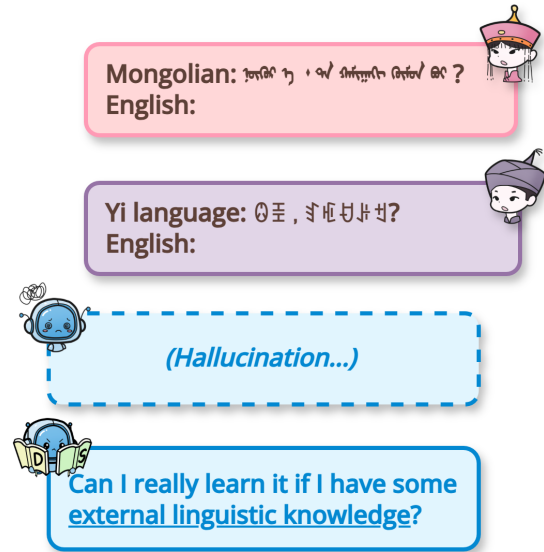 Mongolian: ?
English:
Yi language: , ?
English:
(Hallucination...)
D S
Can I really learn it if I have some
external linguistic knowledge?